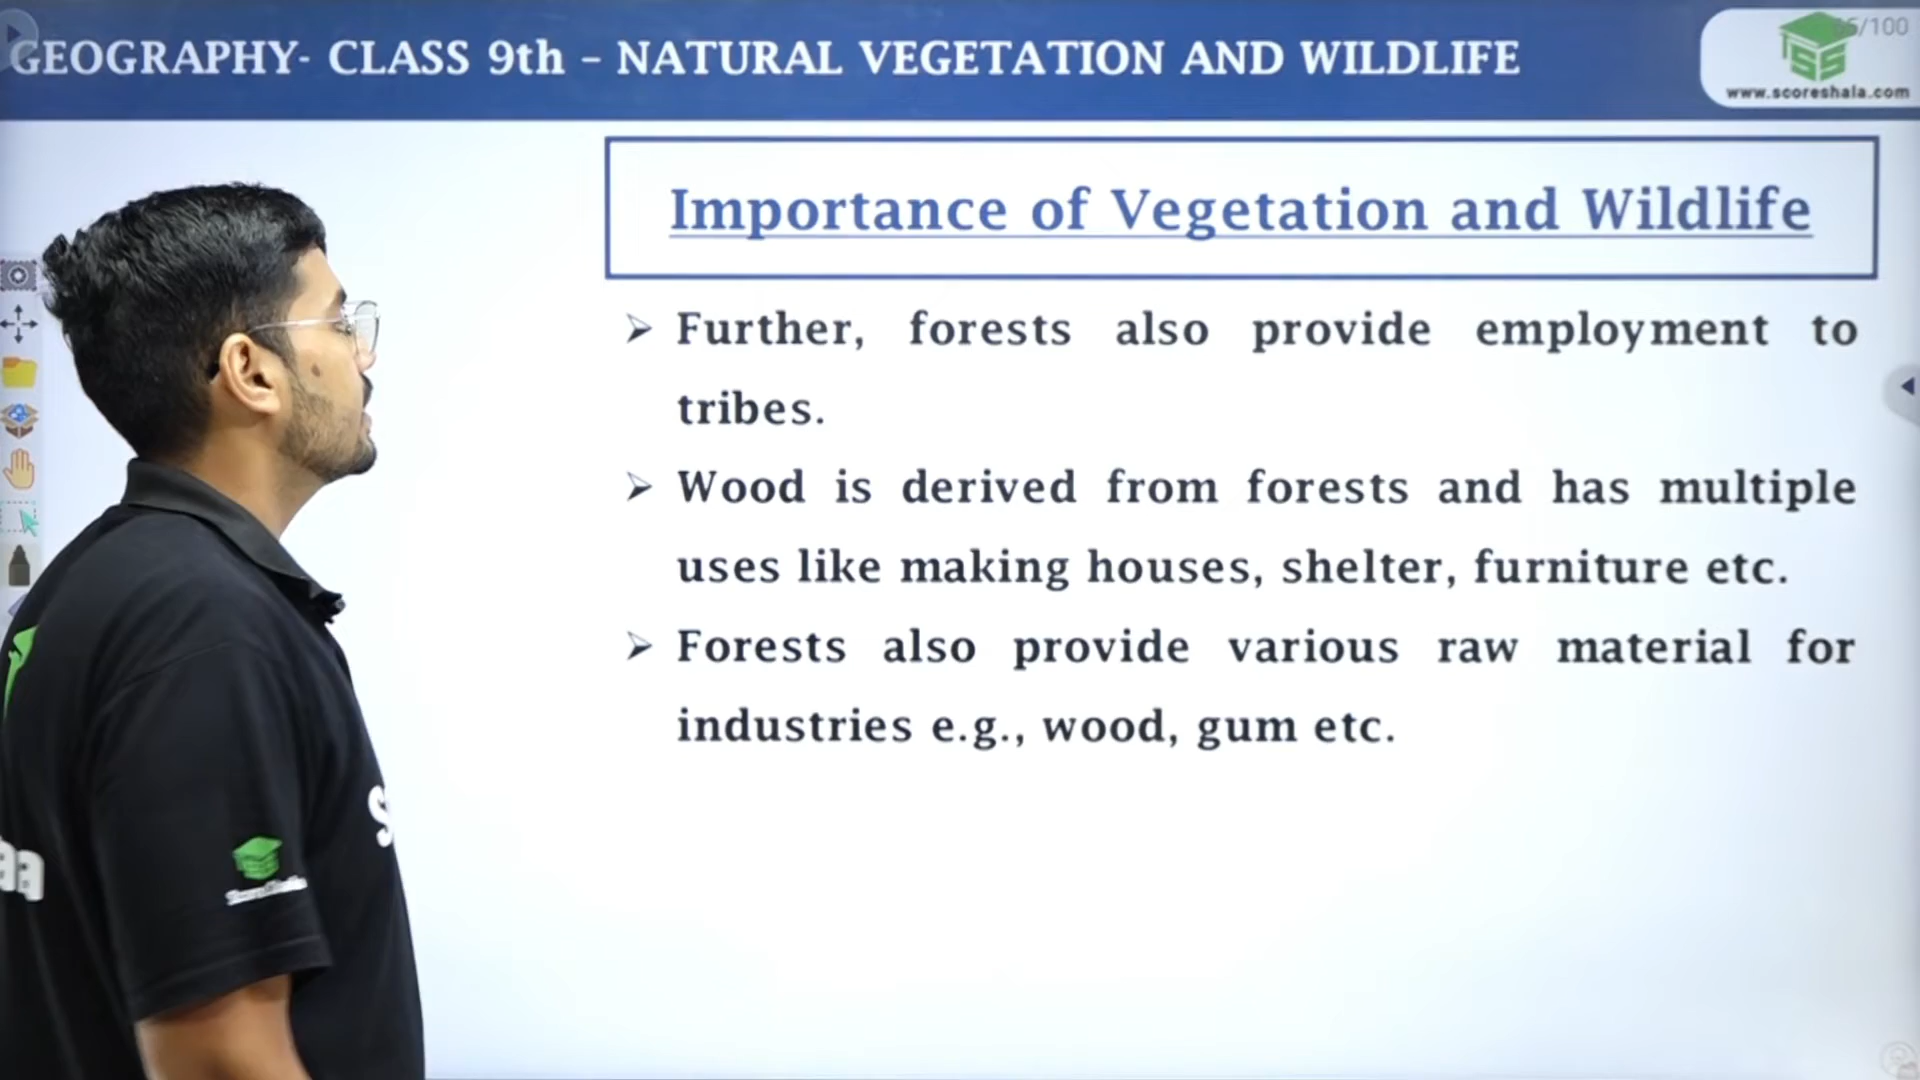 GEOGRAPHY- CLASS 9th – NATURAL VEGETATION AND WILDLIFE
/100
www.scoreshala.com
Importance of Vegetation and Wildlife
➢ Further, forests also provide employment to
tribes.
➢ Wood is derived from forests and has multiple
uses like making houses, shelter, furniture etc.
➢ Forests also provide various raw material for
industries e.g., wood, gum etc.